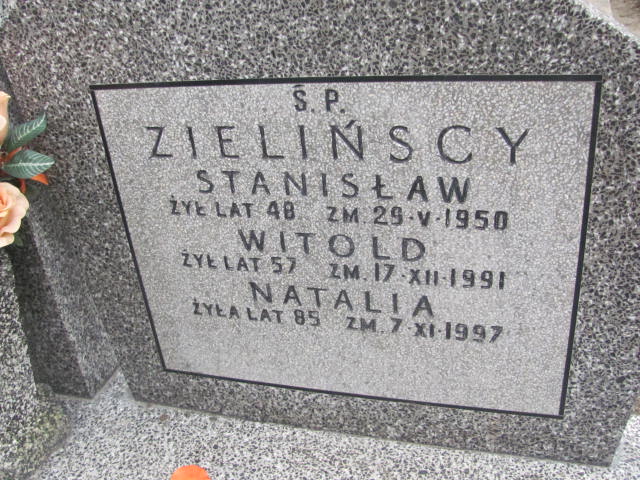 Ś. P.
ZIELIŃSCY
STANISŁAW
ŻYŁ LAT 48 ZM. 29·V·1950
WITOLD
ŻYŁ LAT 57 ZM. 17·XII·1991
NATALIA
ŻYŁA LAT 85 ZM. 7·XI·1997